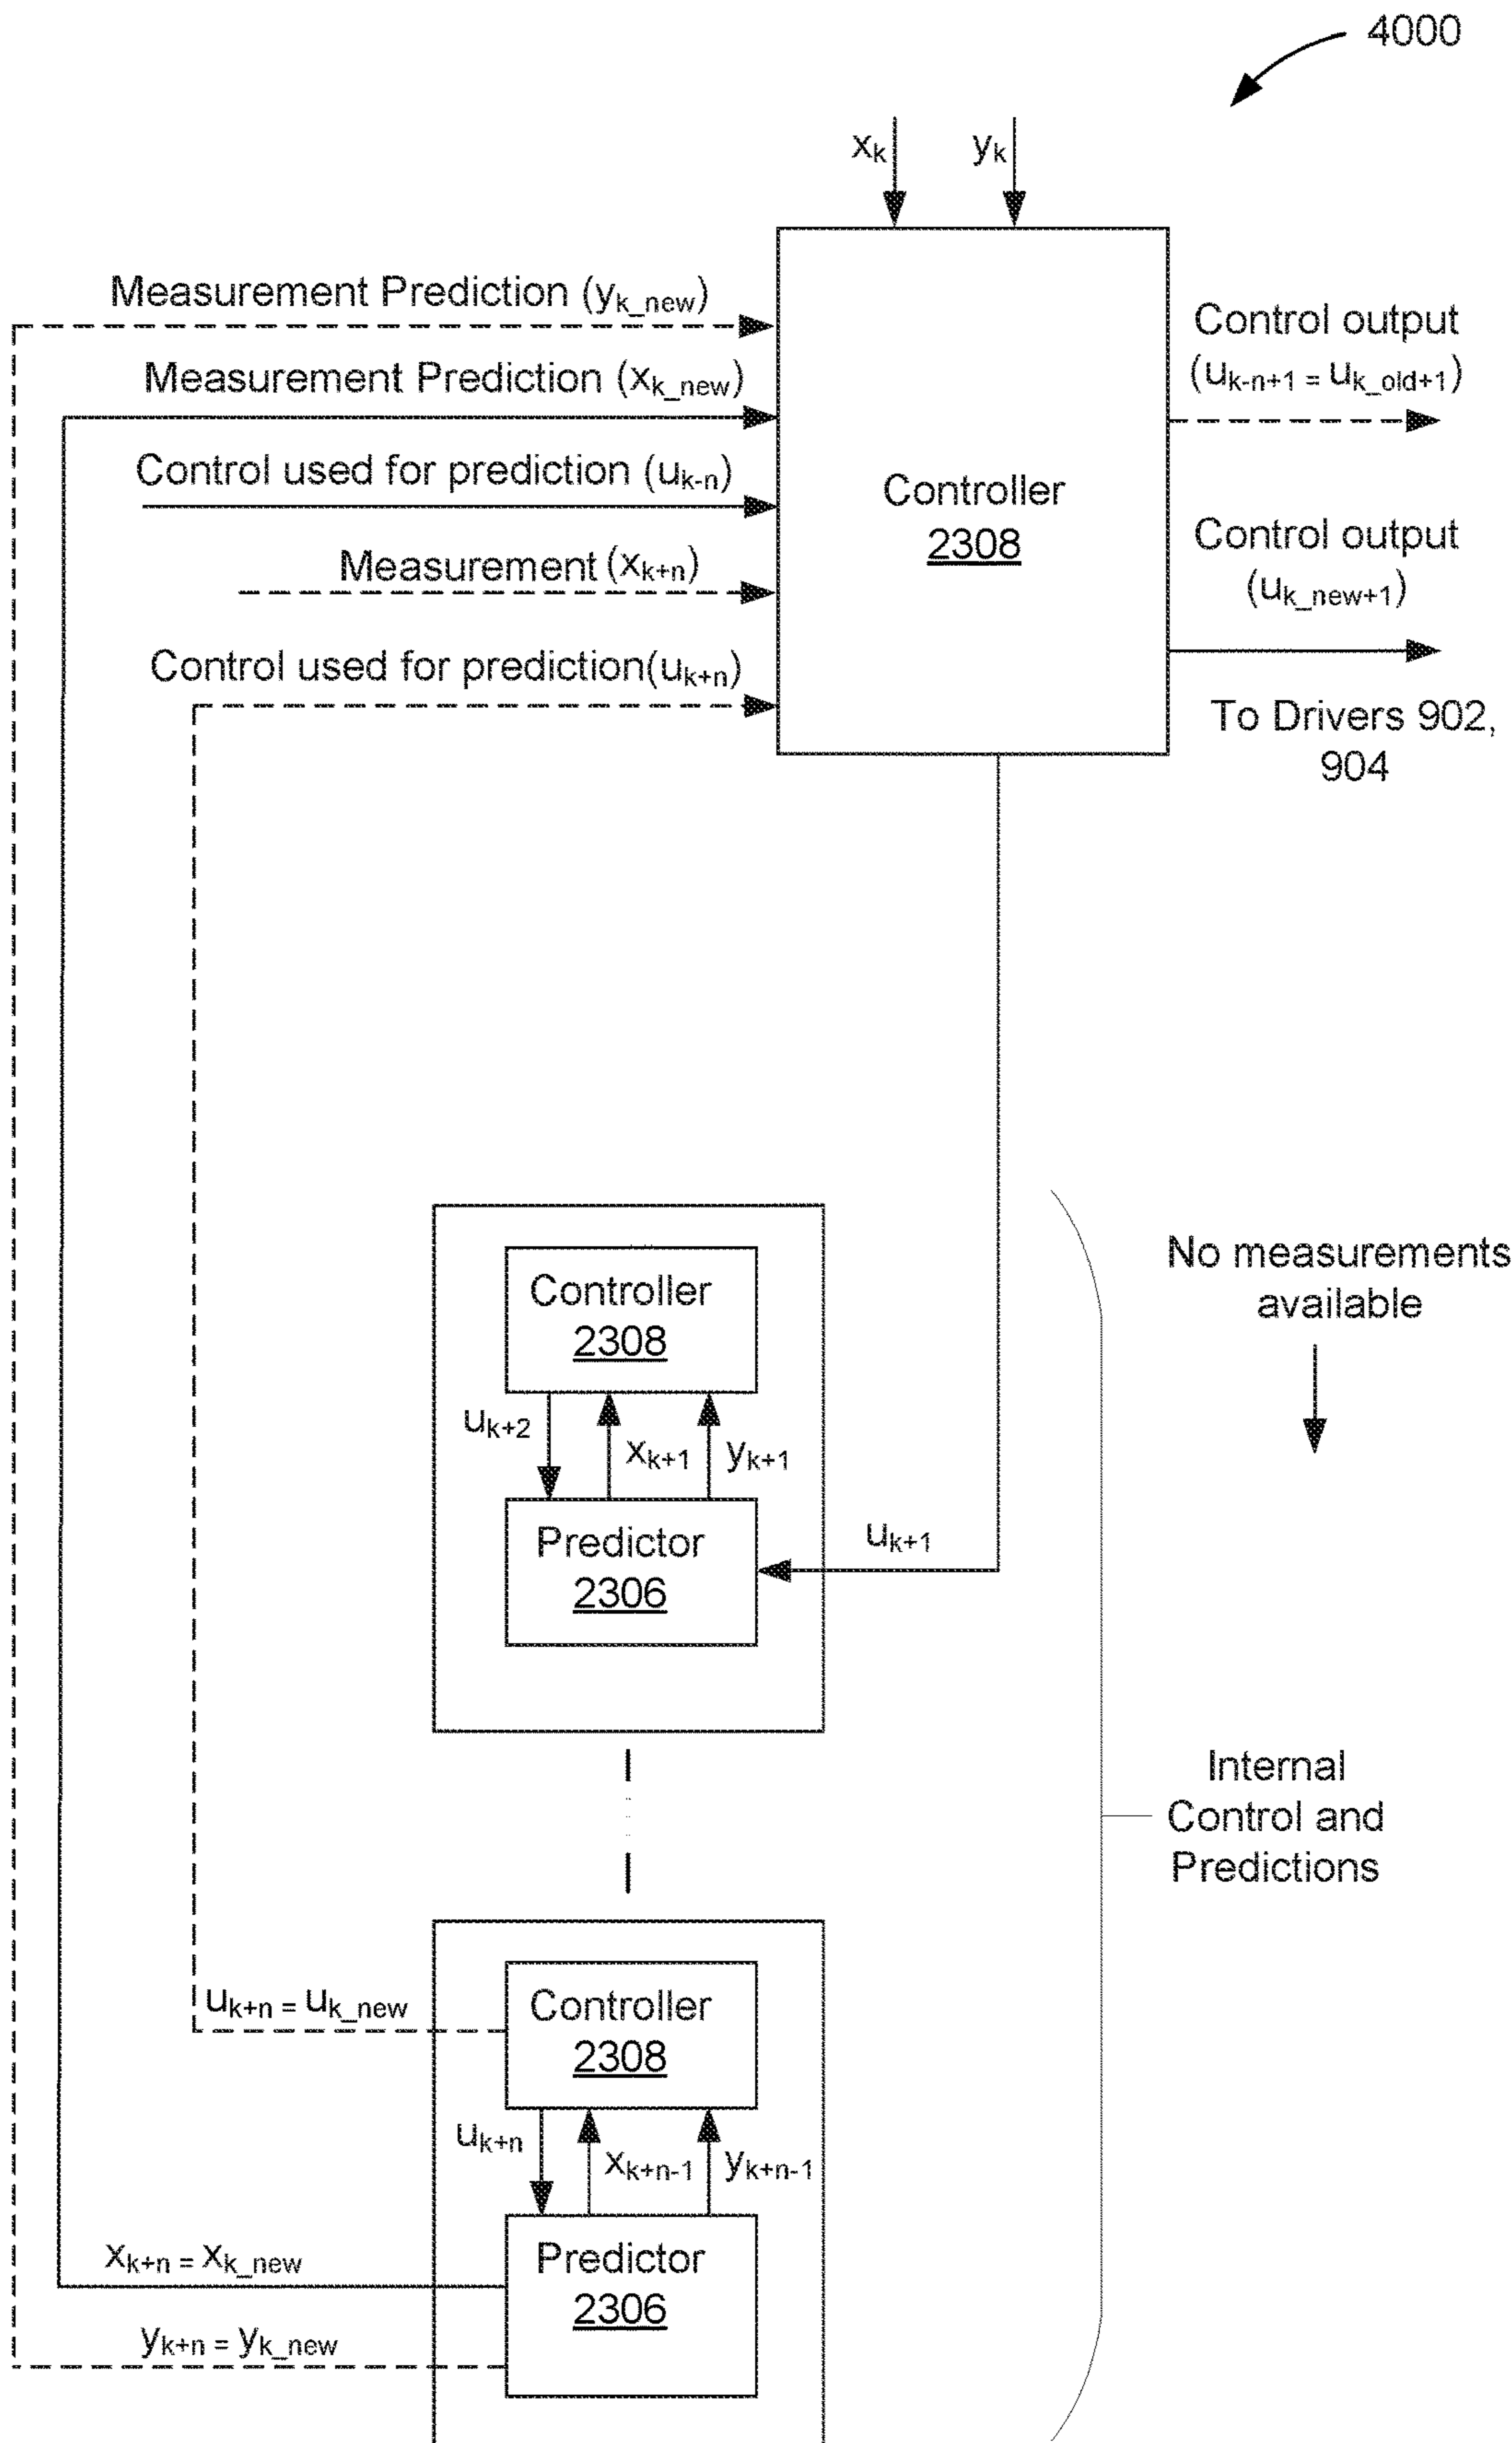 4000
xₖ
yₖ
Measurement Prediction (yₖ_new)
Measurement Prediction (xₖ_new)
Control used for prediction (uₖ₋ₙ)
Measurement (xₖ₊ₙ)
Control used for prediction(uₖ₊ₙ)
Controller
2308
Control output
(uₖ₋ₙ₊₁ = uₖ_old+1)
Control output
(uₖ_new+1)
To Drivers 902,
904
Controller
2308
uₖ₊₂
xₖ₊₁
yₖ₊₁
Predictor
2306
uₖ₊₁
No measurements
available
Internal
Control and
Predictions
uₖ₊ₙ = uₖ_new
Controller
2308
uₖ₊ₙ
xₖ₊ₙ₋₁
yₖ₊ₙ₋₁
xₖ₊ₙ = xₖ_new
Predictor
2306
yₖ₊ₙ = yₖ_new